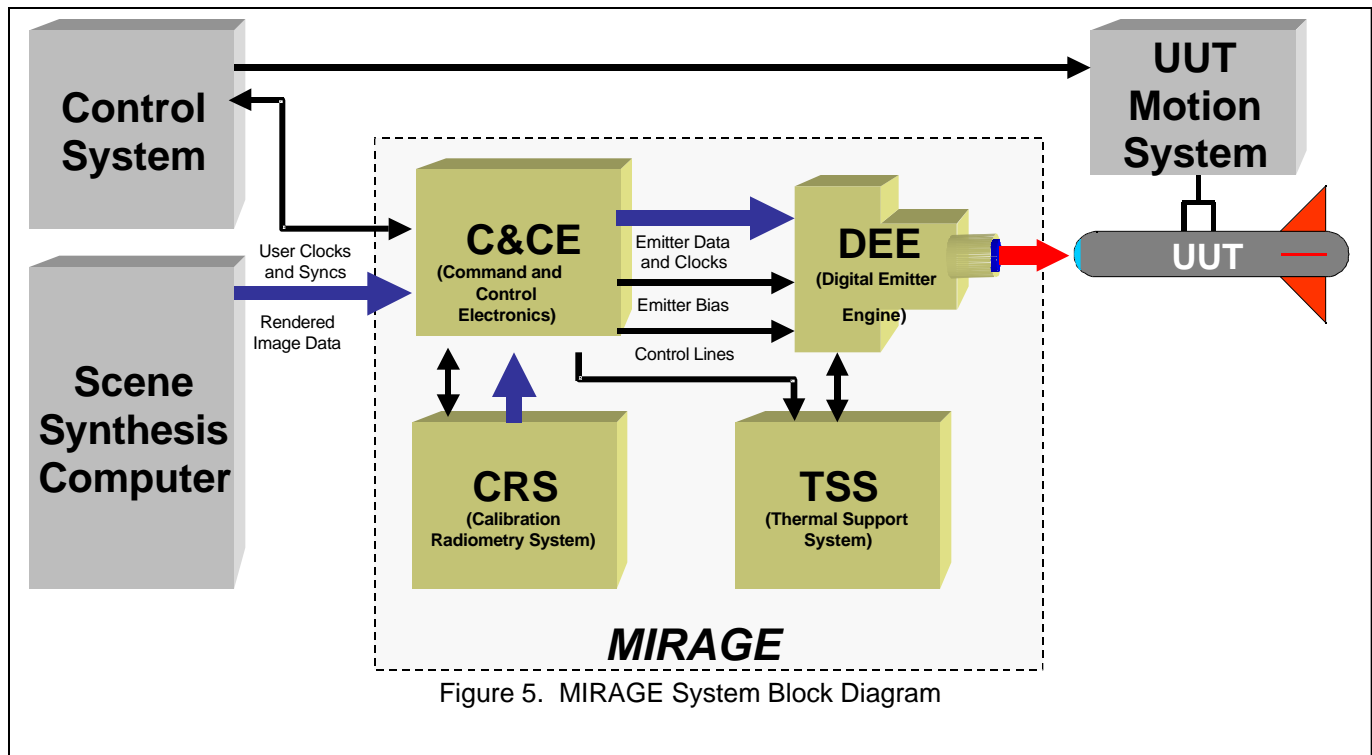 Control
System
UUT
Motion
System
UUT
User Clocks
and Syncs
Rendered
Image Data
Scene
Synthesis
Computer
C&CE
(Command and
Control
Electronics)
Emitter Data
and Clocks
Emitter Bias
Control Lines
DEE
(Digital Emitter
Engine)
CRS
(Calibration
Radiometry System)
TSS
(Thermal Support
System)
MIRAGE
Figure 5. MIRAGE System Block Diagram